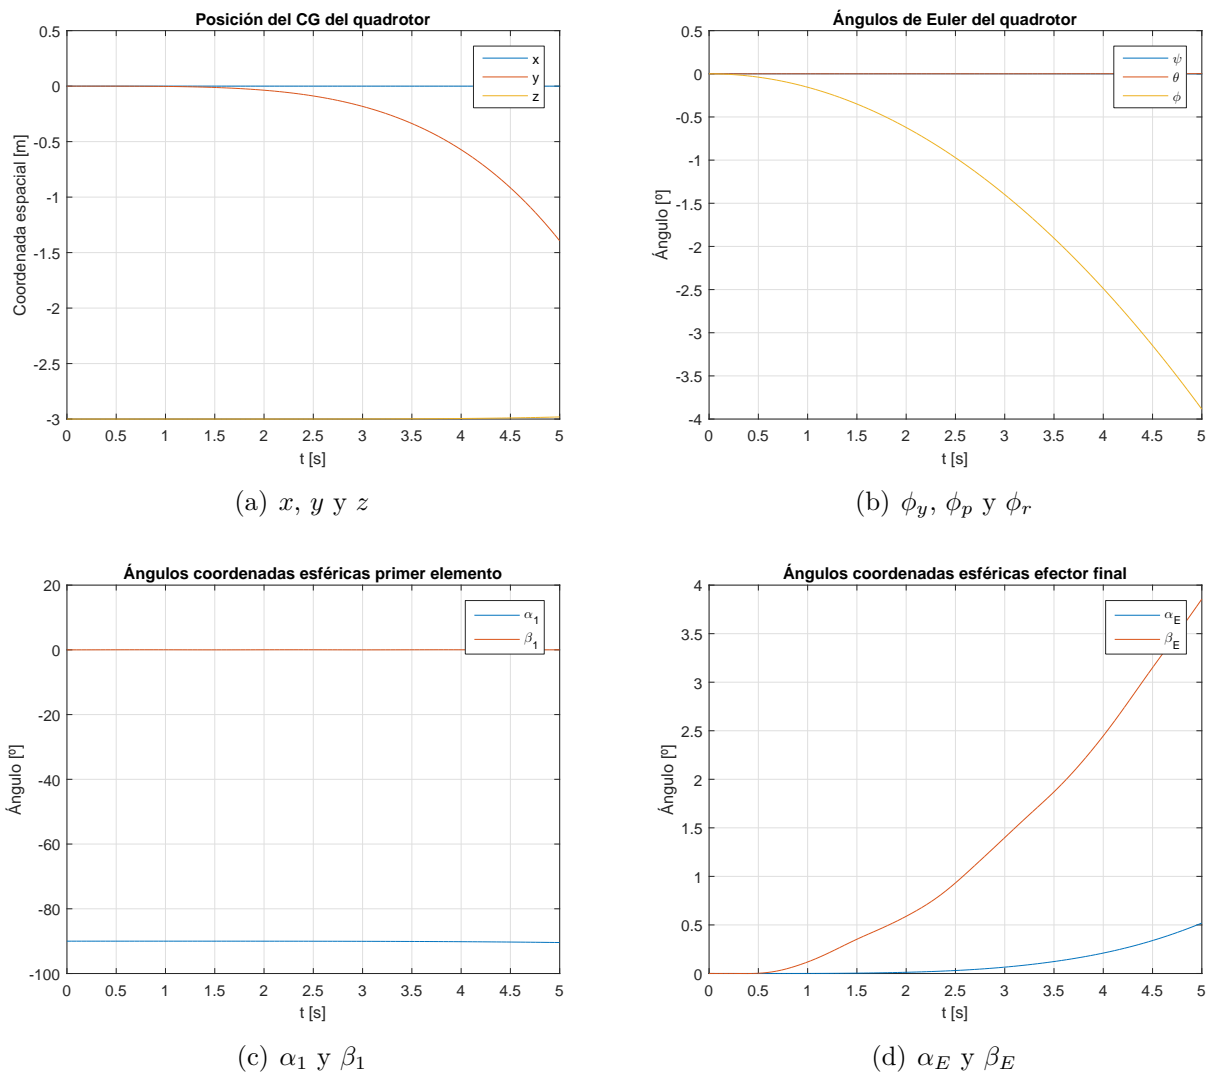 Posición del CG del quadrotor
0.5
0
-0.5
-1
-1.5
-2
-2.5
-3
Coordenada espacial [m]
x
y
z
0 0.5 1 1.5 2 2.5 3 3.5 4 4.5 5
t [s]
(a) x, y y z
Ángulos de Euler del quadrotor
0.5
0
-0.5
-1
-1.5
-2
-2.5
-3
-3.5
-4
Ángulo [º]
ψ
θ
ϕ
0 0.5 1 1.5 2 2.5 3 3.5 4 4.5 5
t [s]
(b) ϕ_y, ϕ_p y ϕ_r
Ángulos coordenadas esféricas primer elemento
20
0
-20
-40
-60
-80
-100
Ángulo [º]
α_1
β_1
0 0.5 1 1.5 2 2.5 3 3.5 4 4.5 5
t [s]
(c) α_1 y β_1
Ángulos coordenadas esféricas efector final
4
3.5
3
2.5
2
1.5
1
0.5
0
Ángulo [º]
α_E
β_E
0 0.5 1 1.5 2 2.5 3 3.5 4 4.5 5
t [s]
(d) α_E y β_E